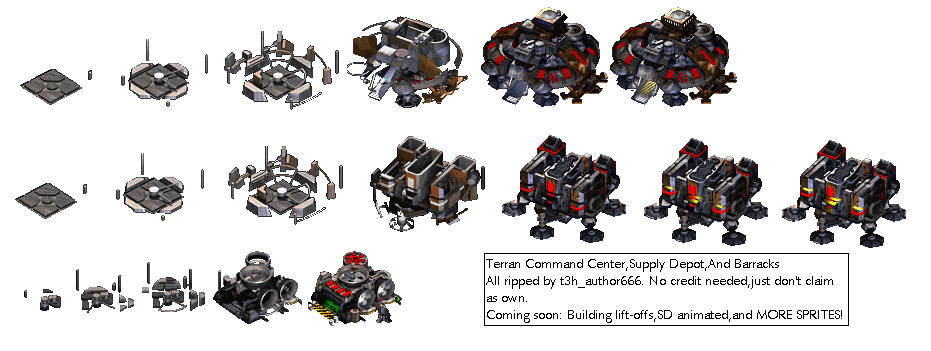 Terran Command Center,Supply Depot,And Barracks
All ripped by t3h_author666. No credit needed,just don't claim
as own.
Coming soon: Building lift-offs,SD animated,and MORE SPRITES!